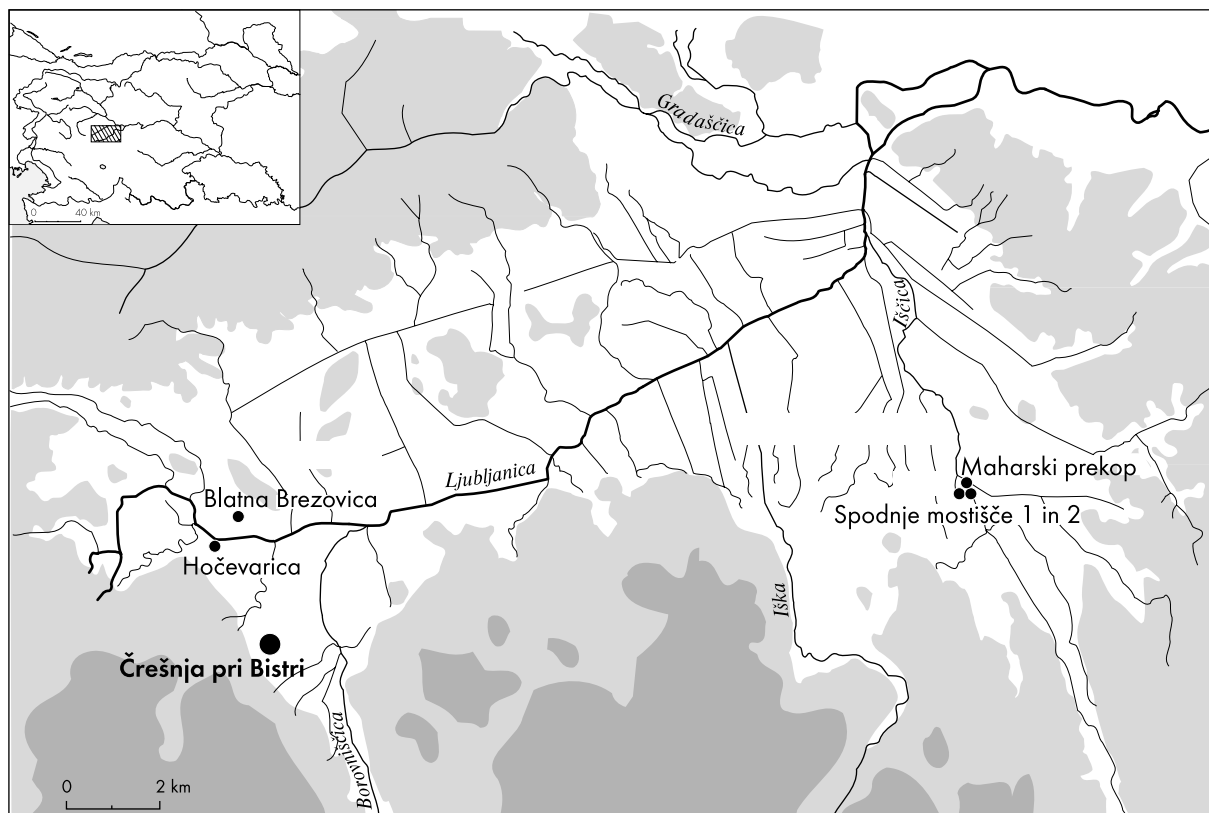 0 40 km
Gradaščica
Iščica
Ljubljanica
Maharski prekop
Blatna Brezovica
Spodnje mostišče 1 in 2
Hočevarica
Iška
Črešnja pri Bistri
Borovniščica
0 2 km